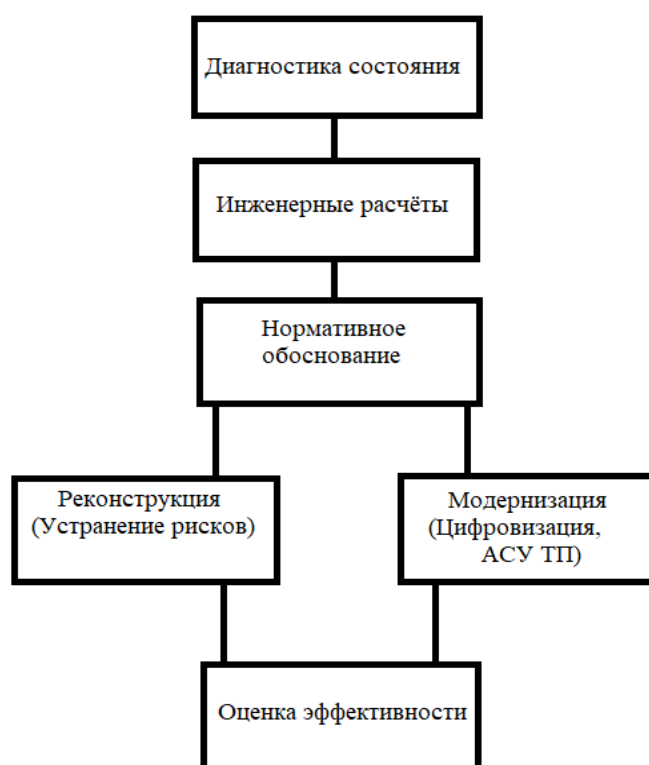 Диагностика состояния
Инженерные расчёты
Нормативное
обоснование
Реконструкция
(Устранение рисков)
Модернизация
(Цифровизация,
АСУ ТП)
Оценка эффективности